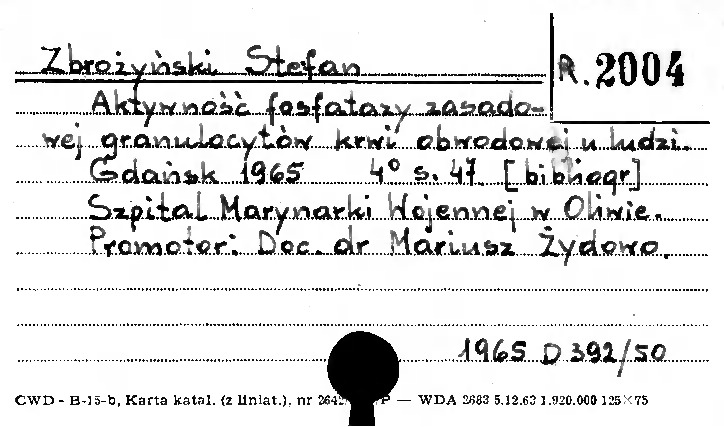 Zbrożyński Stefan
R.2004
Aktywność fosfatazy zasado-
wej granulocytów krwi obwodowej u ludzi.
Gdańsk 1965 4° s. 47. [bibliogr]
Szpital Marynarki Wojennej w Oliwie.
Promotor: Doc. dr Mariusz Żydowo.
1965 D 392/50
CWD - B-15-b, Karta katal. (z liniat.), nr P — WDA 2683 5.12.63 1.920.000 125×75